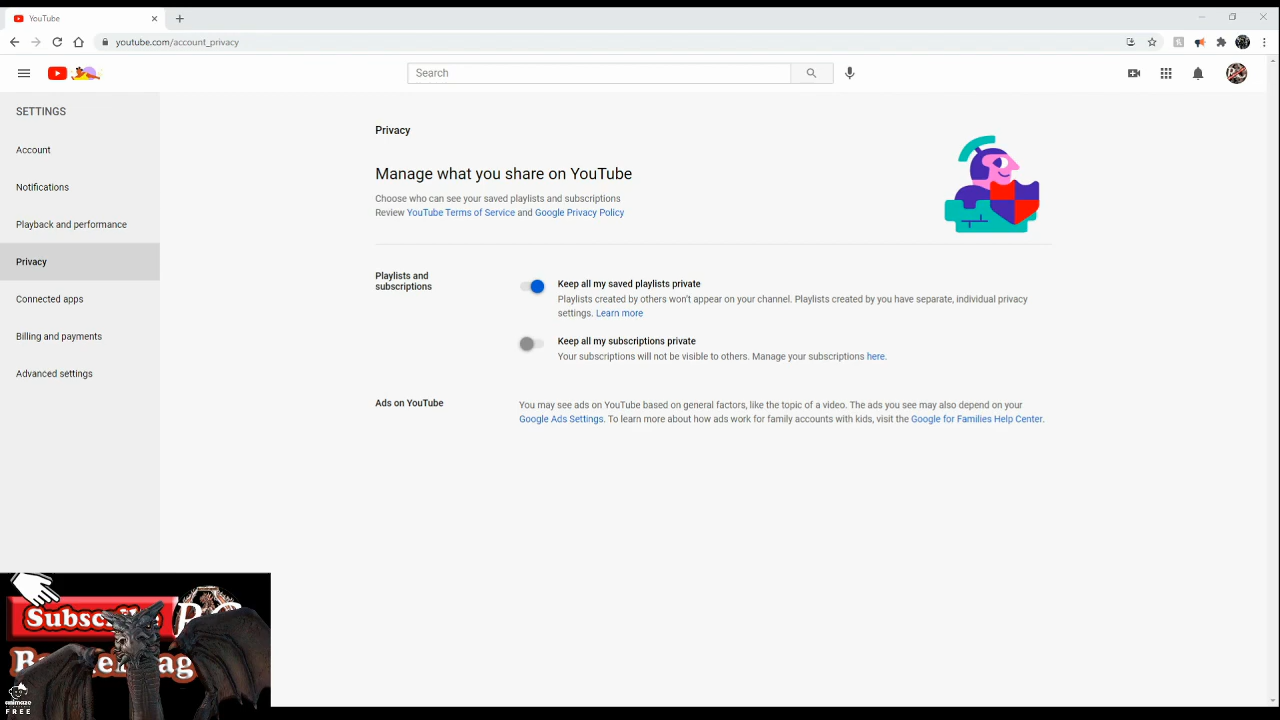 YouTube
youtube.com/account_privacy
Search
SETTINGS
Account
Notifications
Playback and performance
Privacy
Connected apps
Billing and payments
Advanced settings
Privacy
Manage what you share on YouTube
Choose who can see your saved playlists and subscriptions
Review YouTube Terms of Service and Google Privacy Policy
Playlists and
subscriptions
Keep all my saved playlists private
Playlists created by others won't appear on your channel. Playlists created by you have separate, individual privacy
settings. Learn more
Keep all my subscriptions private
Your subscriptions will not be visible to others. Manage your subscriptions here.
Ads on YouTube
You may see ads on YouTube based on general factors, like the topic of a video. The ads you see may also depend on your
Google Ads Settings. To learn more about how ads work for family accounts with kids, visit the Google for Families Help Center.
Subscribe
animaze
FREE